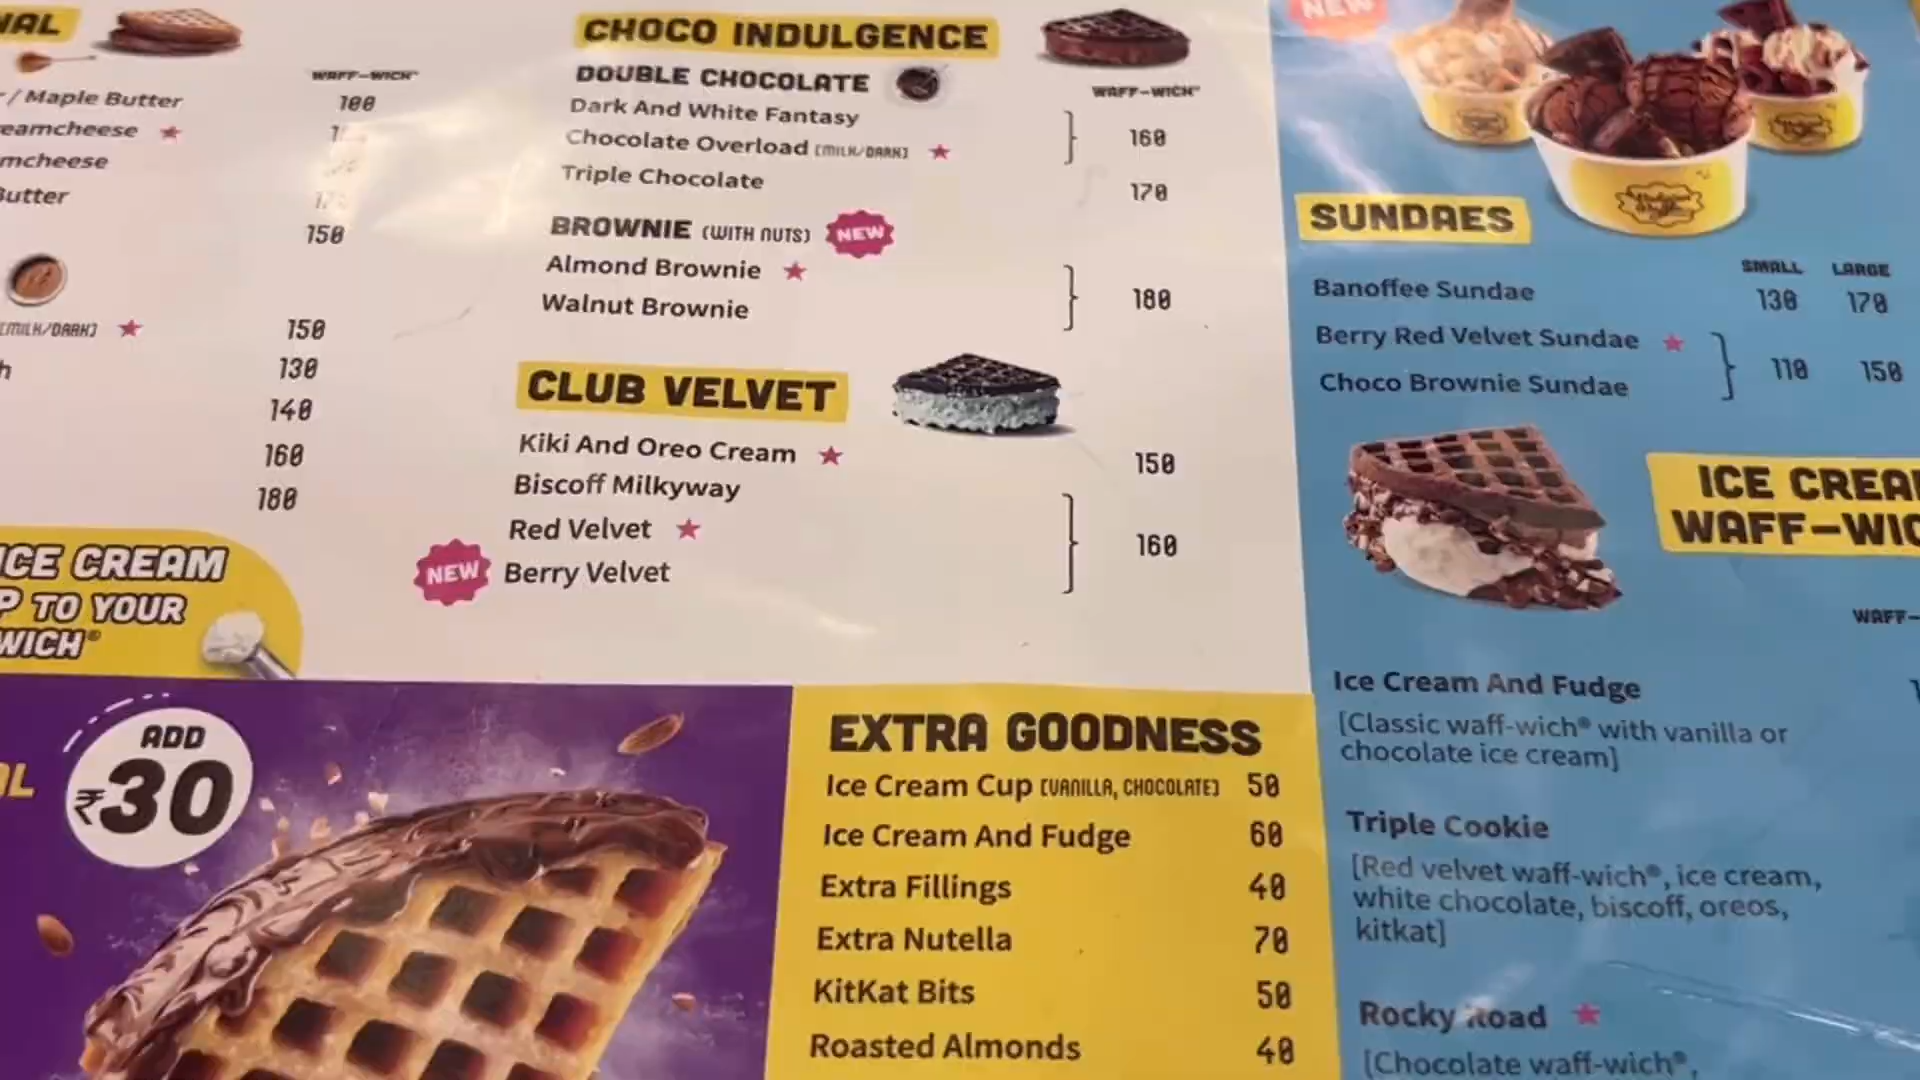 NAL
WAFF-WICH
/ Maple Butter 100
eamcheese ★
mcheese
Butter
150
[MILK/DARK] ★ 150
h 130
140
160
180
ICE CREAM
P TO YOUR
WICH®
ADD
₹30
AL
CHOCO INDULGENCE
DOUBLE CHOCOLATE
WAFF-WICH
Dark And White Fantasy
Chocolate Overload [MILK/DARK] ★
160
Triple Chocolate 170
BROWNIE [WITH NUTS] NEW
Almond Brownie ★
Walnut Brownie
180
CLUB VELVET
Kiki And Oreo Cream ★ 150
Biscoff Milkyway
Red Velvet ★
160
NEW Berry Velvet
EXTRA GOODNESS
Ice Cream Cup [VANILLA, CHOCOLATE] 50
Ice Cream And Fudge 60
Extra Fillings 40
Extra Nutella 70
KitKat Bits 50
Roasted Almonds 40
NEW
SUNDAES
SMALL LARGE
Banoffee Sundae 130 170
Berry Red Velvet Sundae ★
110 150
Choco Brownie Sundae
ICE CREA
WAFF-WIC
WAFF-
Ice Cream And Fudge
[Classic waff-wich® with vanilla or
chocolate ice cream]
Triple Cookie
[Red velvet waff-wich®, ice cream,
white chocolate, biscoff, oreos,
kitkat]
Rocky Road ★
[Chocolate waff-wich®,